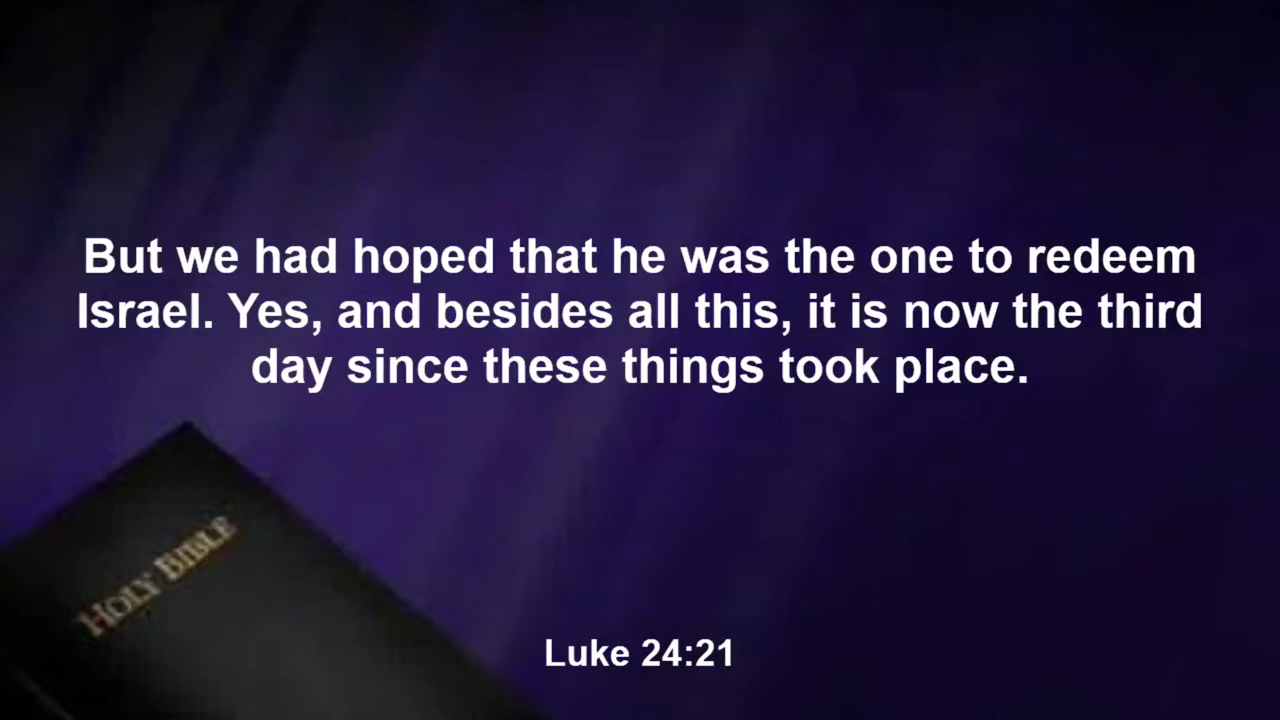 But we had hoped that he was the one to redeem
Israel. Yes, and besides all this, it is now the third
day since these things took place.
HOLY BIBLE
Luke 24:21